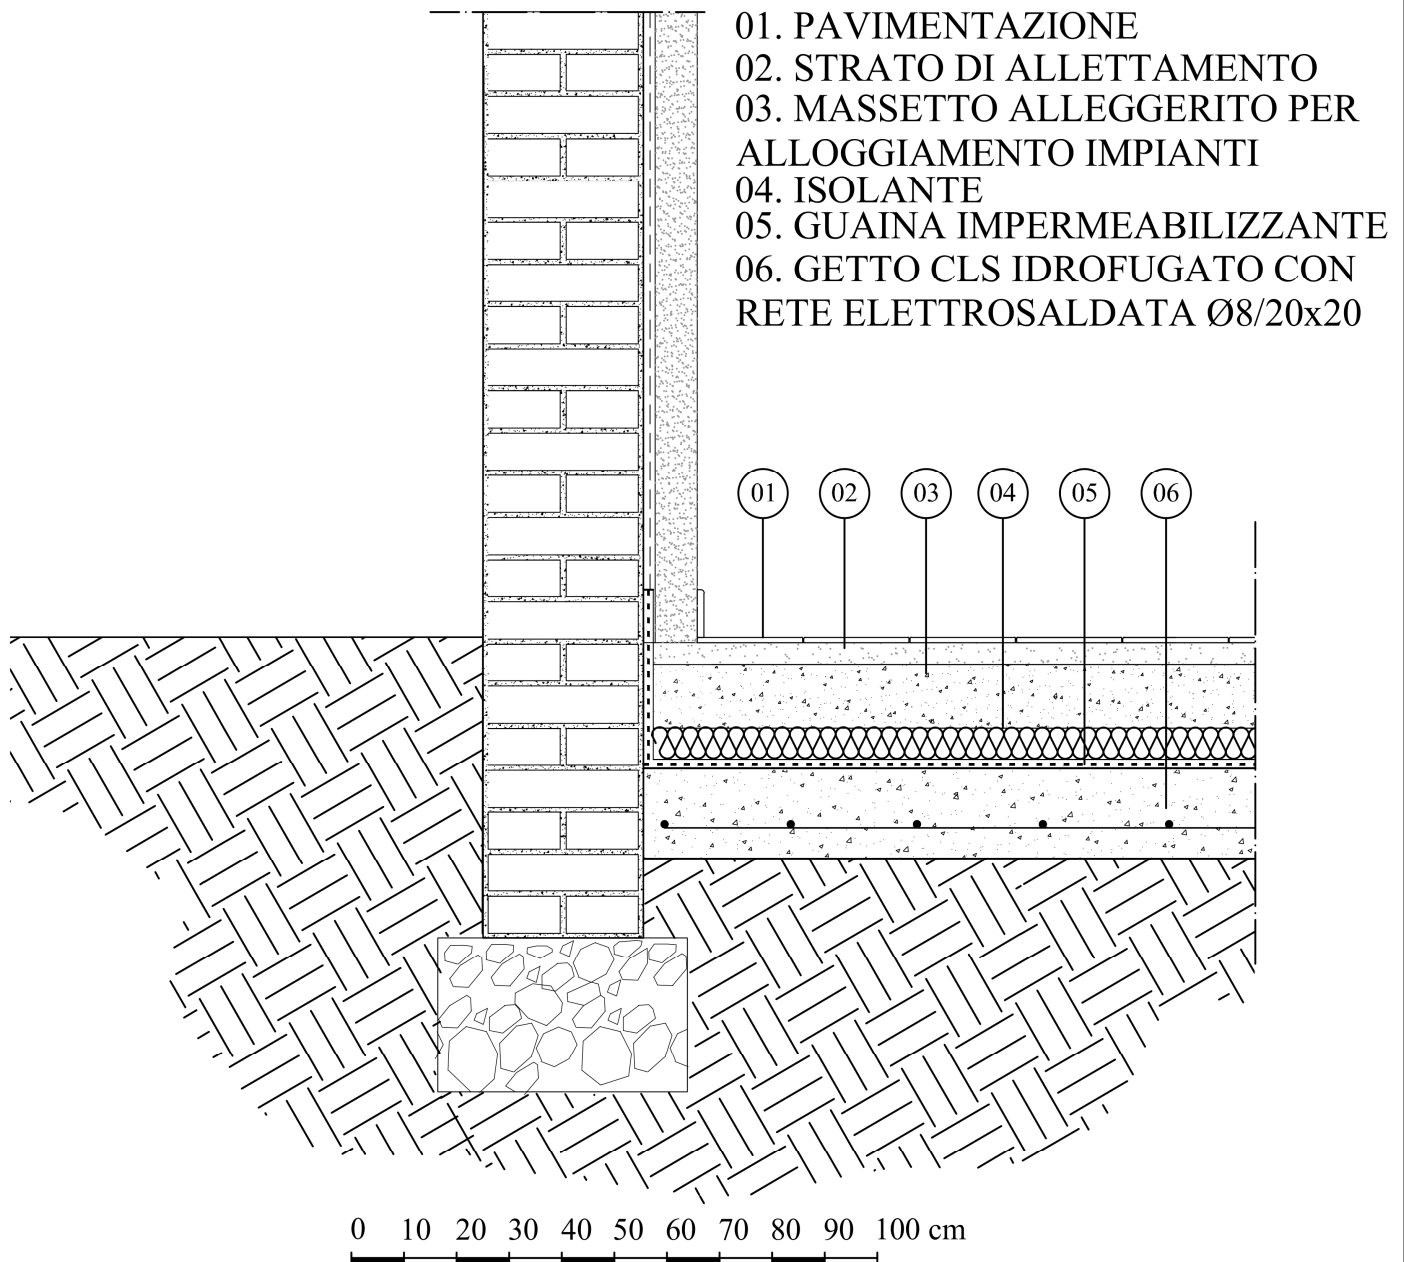 01. PAVIMENTAZIONE
02. STRATO DI ALLETTAMENTO
03. MASSETTO ALLEGGERITO PER
ALLOGGIAMENTO IMPIANTI
04. ISOLANTE
05. GUAINA IMPERMEABILIZZANTE
06. GETTO CLS IDROFUGATO CON
RETE ELETTROSALDATA Ø8/20x20
01 02 03 04 05 06
0 10 20 30 40 50 60 70 80 90 100 cm